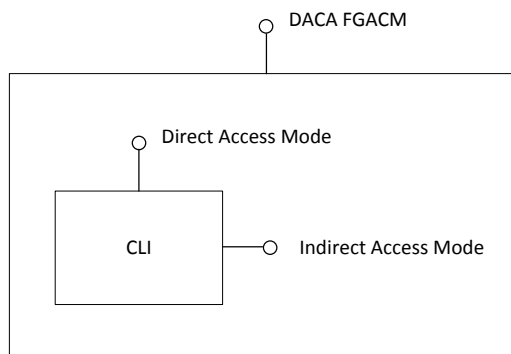 DACA FGACM
Direct Access Mode
CLI
Indirect Access Mode